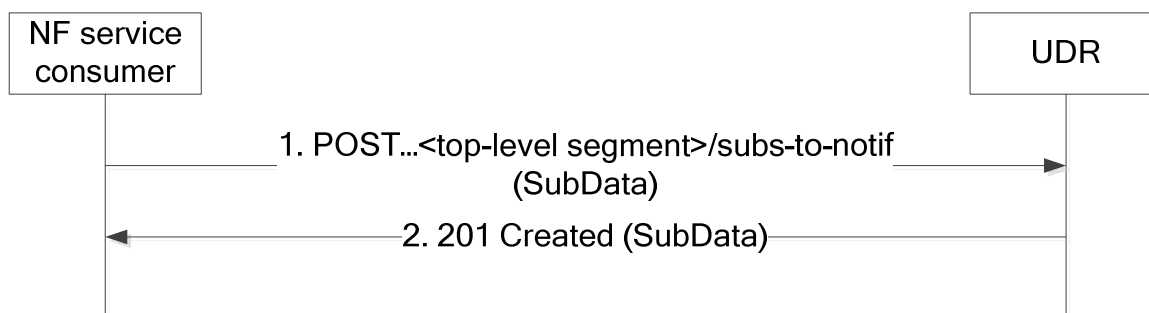 NF service
consumer
UDR
1. POST...<top-level segment>/subs-to-notif
(SubData)
2. 201 Created (SubData)